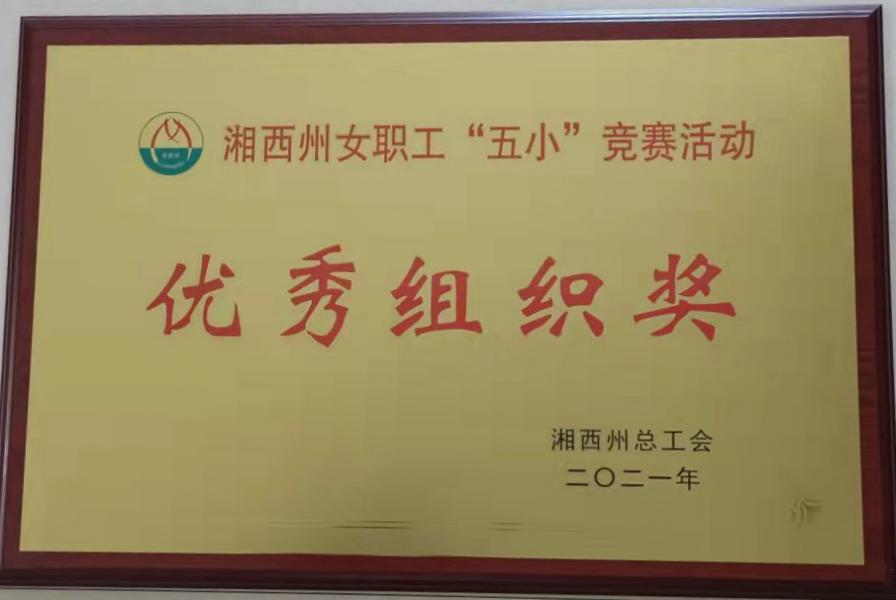 湘西州女职工“五小”竞赛活动
优秀组织奖
湘西州总工会
二〇二一年